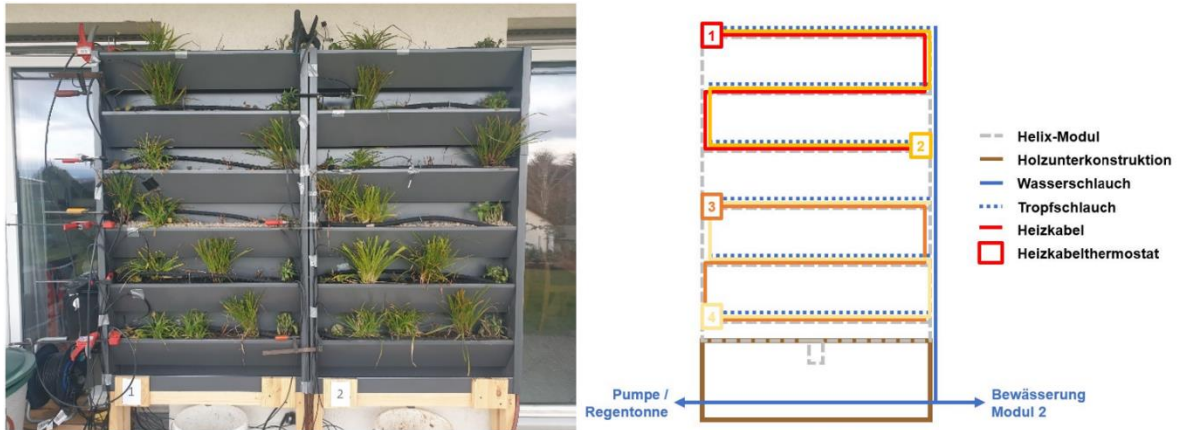 1
2
1
2
3
4
Helix-Modul
Holzunterkonstruktion
Wasserschlauch
Tropfschlauch
Heizkabel
Heizkabelthermostat
Pumpe /
Regentonne
Bewässerung
Modul 2